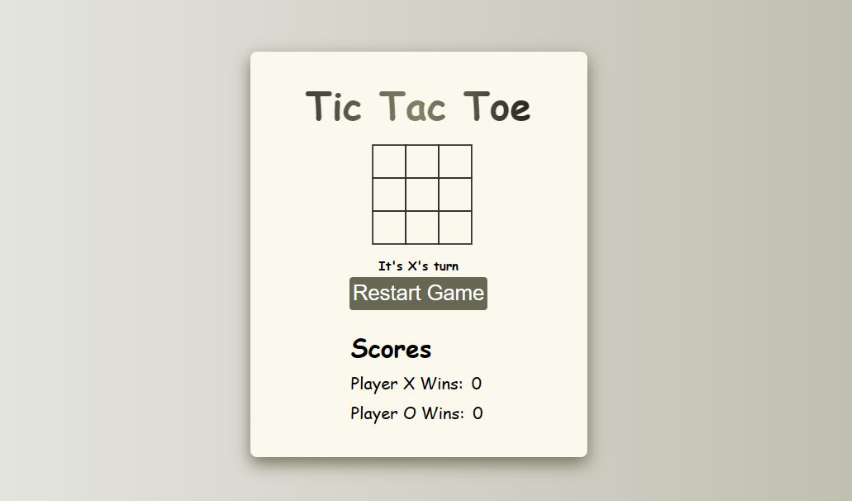 Tic Tac Toe
It's X's turn
Restart Game
Scores
Player X Wins: 0
Player O Wins: 0